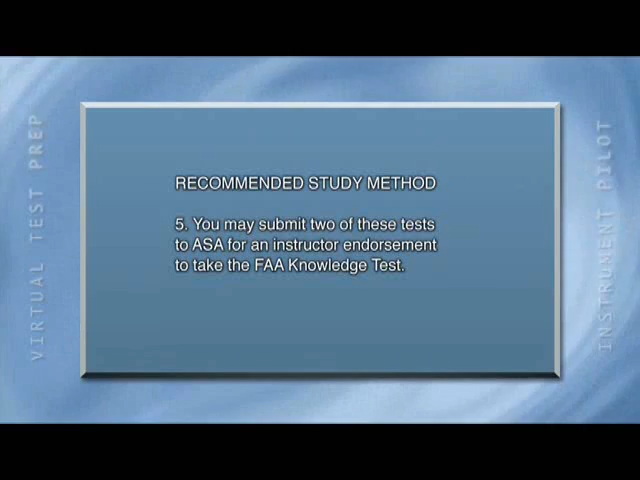 VIRTUAL TEST PREP
RECOMMENDED STUDY METHOD
5. You may submit two of these tests
to ASA for an instructor endorsement
to take the FAA Knowledge Test.
INSTRUMENT PILOT